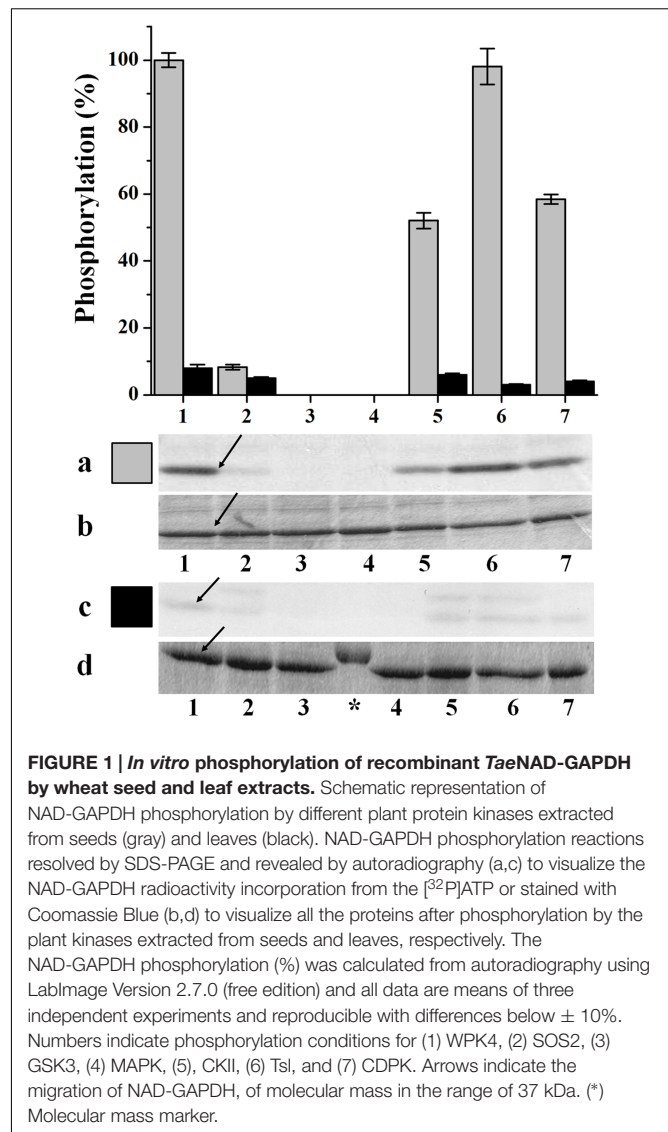 Phosphorylation (%)
100
80
60
40
20
0
1 2 3 4 5 6 7
a
b
1 2 3 4 5 6 7
c
d
1 2 3 * 4 5 6 7
FIGURE 1 | In vitro phosphorylation of recombinant TaeNAD-GAPDH
by wheat seed and leaf extracts. Schematic representation of
NAD-GAPDH phosphorylation by different plant protein kinases extracted
from seeds (gray) and leaves (black). NAD-GAPDH phosphorylation reactions
resolved by SDS-PAGE and revealed by autoradiography (a,c) to visualize the
NAD-GAPDH radioactivity incorporation from the [³²P]ATP or stained with
Coomassie Blue (b,d) to visualize all the proteins after phosphorylation by the
plant kinases extracted from seeds and leaves, respectively. The
NAD-GAPDH phosphorylation (%) was calculated from autoradiography using
LabImage Version 2.7.0 (free edition) and all data are means of three
independent experiments and reproducible with differences below ± 10%.
Numbers indicate phosphorylation conditions for (1) WPK4, (2) SOS2, (3)
GSK3, (4) MAPK, (5), CKII, (6) Tsl, and (7) CDPK. Arrows indicate the
migration of NAD-GAPDH, of molecular mass in the range of 37 kDa. (*)
Molecular mass marker.